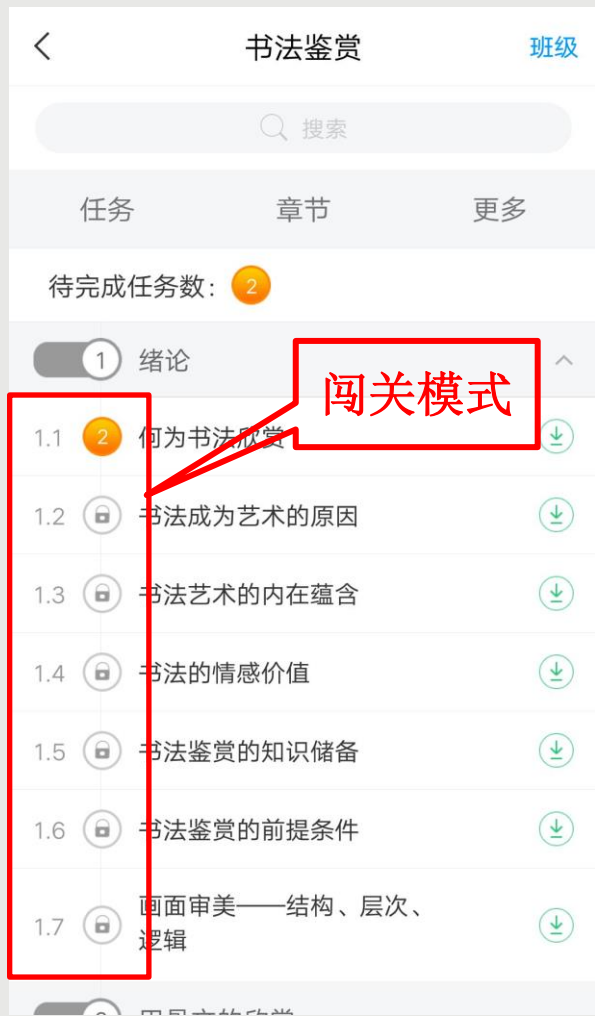 书法鉴赏
班级
搜索
任务
章节
更多
待完成任务数：
2
1
绪论
闯关模式
1.1
2
何为书法欣赏
1.2
书法成为艺术的原因
1.3
书法艺术的内在蕴含
1.4
书法的情感价值
1.5
书法鉴赏的知识储备
1.6
书法鉴赏的前提条件
1.7
画面审美——结构、层次、
逻辑